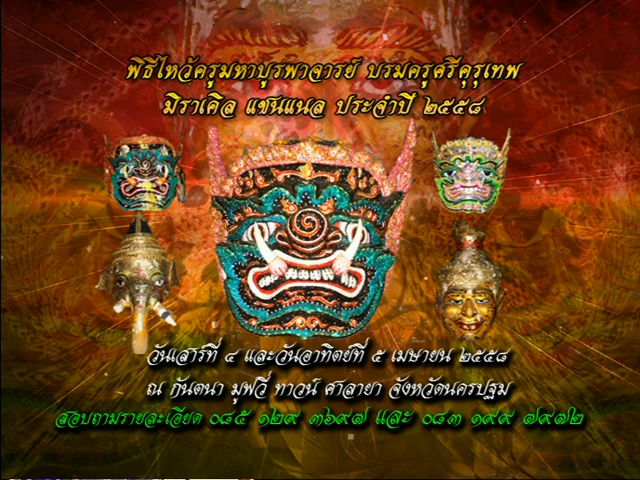 พิธีไหว้ครูมหาบูรพาจารย์ บรมครูศรีคุรุเทพ
มิราเคิล แชนแนล ประจำปี ๒๕๕๘
วันเสาร์ที่ ๔ และวันอาทิตย์ที่ ๕ เมษายน ๒๕๕๘
ณ กันตนา มูฟวี่ ทาวน์ ศาลายา จังหวัดนครปฐม
สอบถามรายละเอียด ๐๘๕ ๑๒๙ ๓๖๙๗ และ ๐๘๓ ๑๙๙ ๗๙๗๒